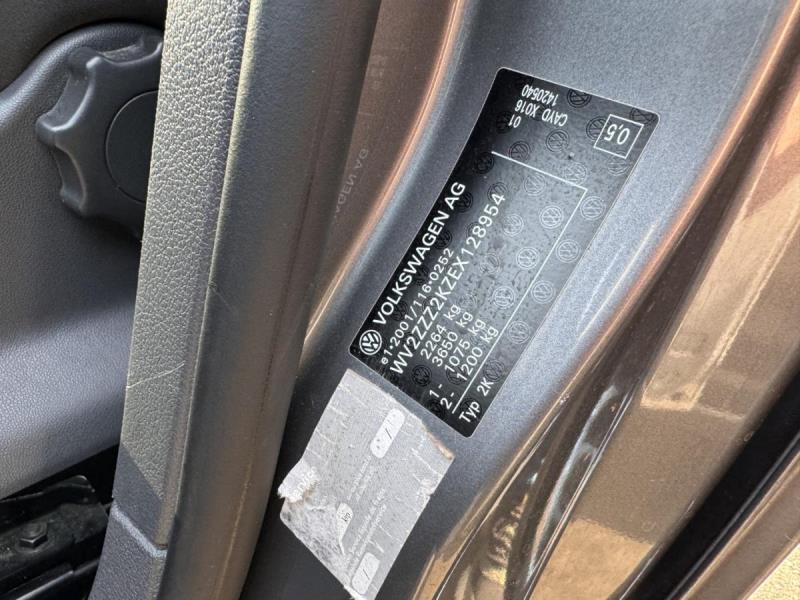 VOLKSWAGEN AG
e1*2001/116*0252
WV2ZZZ2KZEX128954
2264 kg
3650 kg
1- 1075 kg
2- 1200 kg
Typ 2K
01
CAYD X016
1420540
0.5